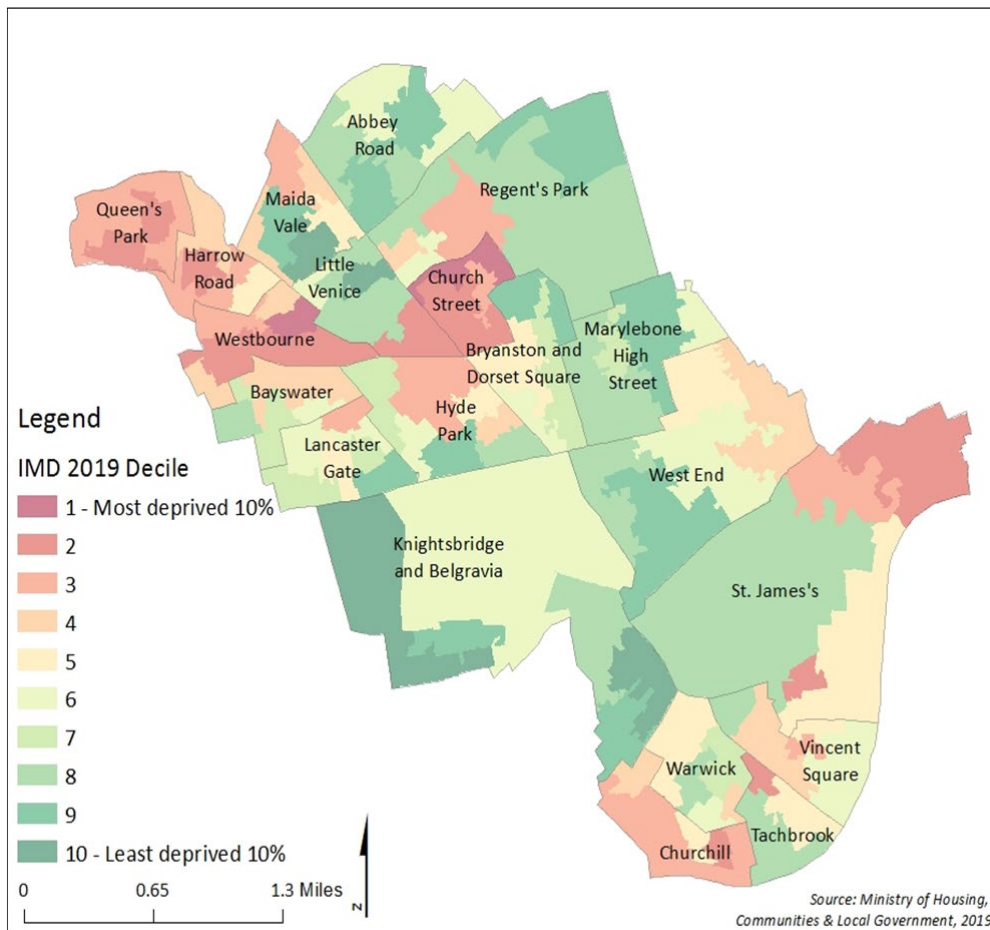 Abbey
Road
Regent's Park
Maida
Vale
Queen's
Park
Harrow
Road
Little
Venice
Church
Street
Westbourne
Marylebone
High
Street
Bryanston and
Dorset Square
Bayswater
Hyde
Park
Lancaster
Gate
West End
Knightsbridge
and Belgravia
St. James's
Vincent
Square
Warwick
Tachbrook
Churchill
Legend
IMD 2019 Decile
1 - Most deprived 10%
2
3
4
5
6
7
8
9
10 - Least deprived 10%
0 0.65 1.3 Miles
N
Source: Ministry of Housing,
Communities & Local Government, 2019